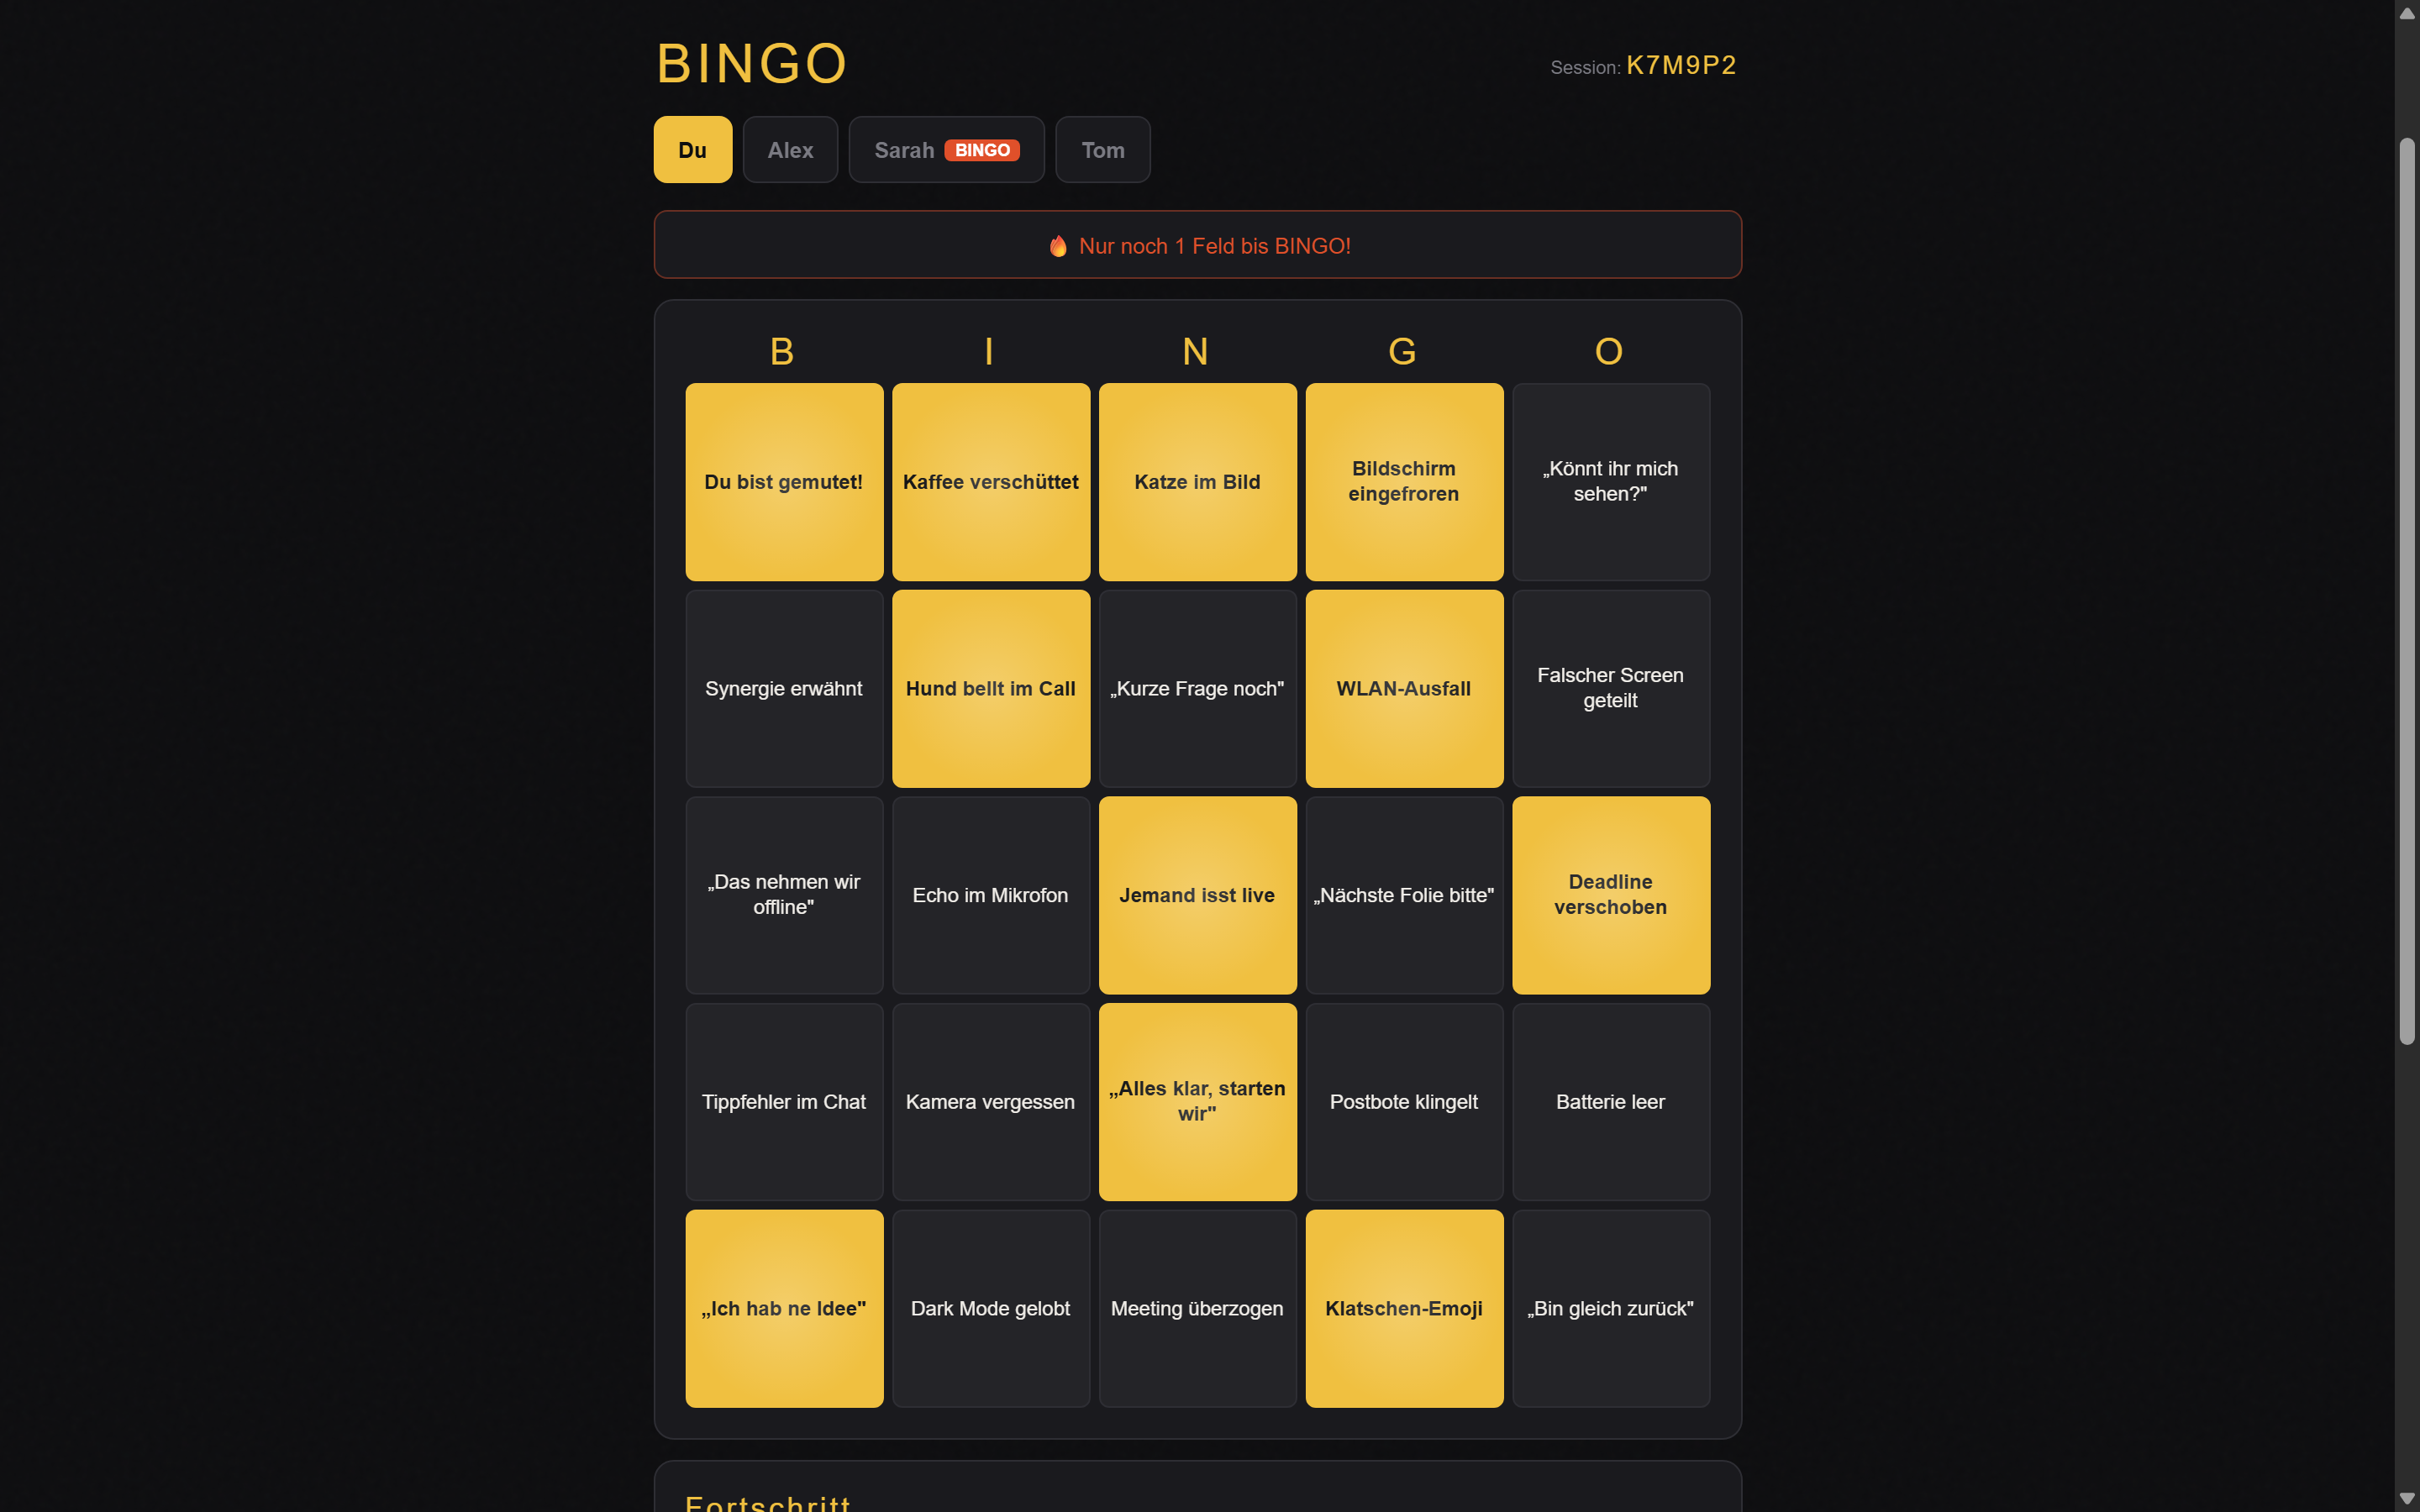 BINGO
Session: K7M9P2
Du
Alex
Sarah BINGO
Tom
🔥 Nur noch 1 Feld bis BINGO!
B I N G O
Du bist gemutet!
Kaffee verschüttet
Katze im Bild
Bildschirm
eingefroren
„Könnt ihr mich
sehen?"
Synergie erwähnt
Hund bellt im Call
„Kurze Frage noch"
WLAN-Ausfall
Falscher Screen
geteilt
„Das nehmen wir
offline"
Echo im Mikrofon
Jemand isst live
„Nächste Folie bitte"
Deadline
verschoben
Tippfehler im Chat
Kamera vergessen
„Alles klar, starten
wir"
Postbote klingelt
Batterie leer
„Ich hab ne Idee"
Dark Mode gelobt
Meeting überzogen
Klatschen-Emoji
„Bin gleich zurück"
Fortschritt